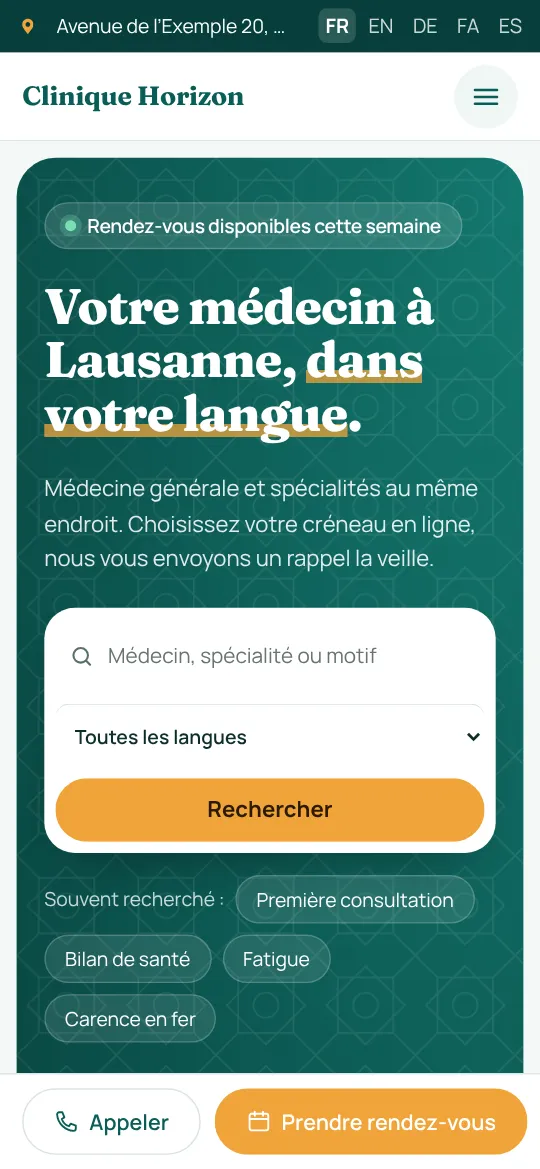 Avenue de l’Exemple 20, ...
FR EN DE FA ES
Clinique Horizon
Rendez-vous disponibles cette semaine
Votre médecin à
Lausanne, dans
votre langue.
Médecine générale et spécialités au même
endroit. Choisissez votre créneau en ligne,
nous vous envoyons un rappel la veille.
Médecin, spécialité ou motif
Toutes les langues
Rechercher
Souvent recherché :
Première consultation
Bilan de santé
Fatigue
Carence en fer
Appeler
Prendre rendez-vous